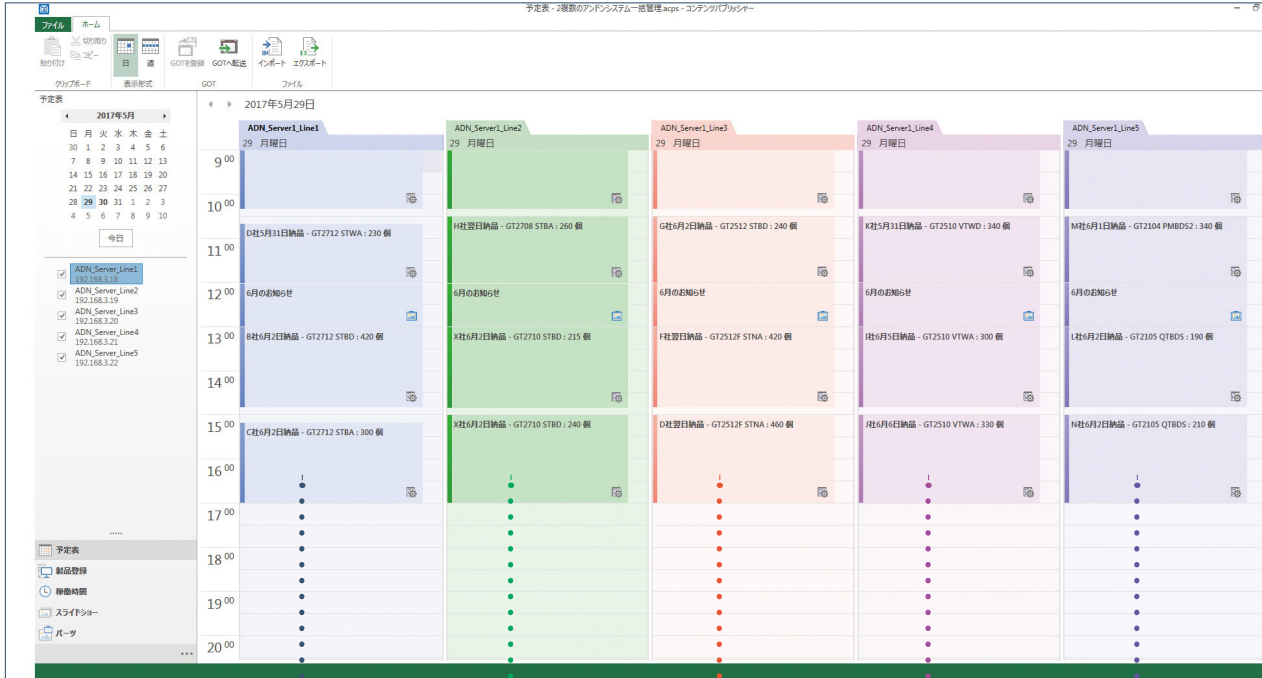 予定表 - 2複数のアンドンシステム一括管理.acps - コンテンツパブリッシャー
ファイル ホーム
貼り付け
切り取り
コピー
日
週
GOTを登録
GOTへ転送
インポート
エクスポート
クリップボード
表示形式
GOT
ファイル
予定表
2017年5月
日 月 火 水 木 金 土
30 1 2 3 4 5 6
7 8 9 10 11 12 13
14 15 16 17 18 19 20
21 22 23 24 25 26 27
28 29 30 31 1 2 3
4 5 6 7 8 9 10
今日
ADN_Server_Line1
192.168.3.18
ADN_Server_Line2
192.168.3.19
ADN_Server_Line3
192.168.3.20
ADN_Server_Line4
192.168.3.21
ADN_Server_Line5
192.168.3.22
予定表
製品登録
稼働時間
スライドショー
パーツ
2017年5月29日
ADN_Server1_Line1
29 月曜日
ADN_Server1_Line2
29 月曜日
ADN_Server1_Line3
29 月曜日
ADN_Server1_Line4
29 月曜日
ADN_Server1_Line5
29 月曜日
9 00
10 00
11 00
12 00
13 00
14 00
15 00
16 00
17 00
18 00
19 00
20 00
D社5月31日納品 - GT2712 STWA : 230 個
6月のお知らせ
B社6月2日納品 - GT2712 STBD : 420 個
C社6月2日納品 - GT2712 STBA : 300 個
H社翌日納品 - GT2708 STBA : 260 個
6月のお知らせ
X社6月2日納品 - GT2710 STBD : 215 個
X社6月2日納品 - GT2710 STBD : 240 個
G社6月2日納品 - GT2512 STBD : 240 個
6月のお知らせ
F社翌日納品 - GT2512F STNA : 420 個
D社翌日納品 - GT2512F STNA : 460 個
K社5月31日納品 - GT2510 VTWD : 340 個
6月のお知らせ
I社6月5日納品 - GT2510 VTWA : 300 個
J社6月6日納品 - GT2510 VTWA : 330 個
M社6月1日納品 - GT2104 PMBDS2 : 340 個
6月のお知らせ
L社6月2日納品 - GT2105 QTBDS : 190 個
N社6月2日納品 - GT2105 QTBDS : 210 個